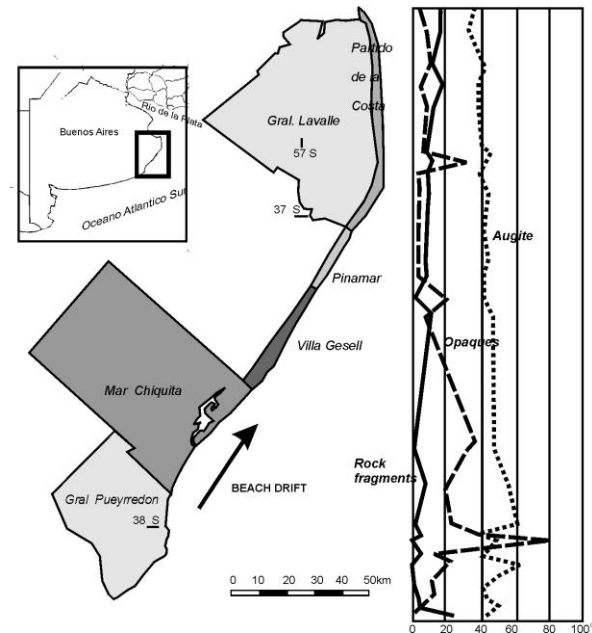 Partido
de la
Costa
Rio de la Plata
Buenos Aires
Gral. Lavalle
57 S
Oceano Atlantico Sur
37 S
Augite
Pinamar
Villa Gesell
Opaques
Mar Chiquita
Rock
fragments
BEACH DRIFT
Gral Pueyrredon
38 S
0 10 20 30 40 50km
0 20 40 60 80 100%